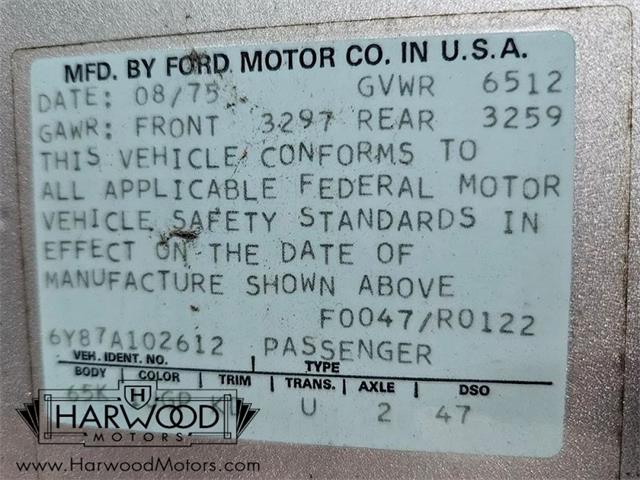 MFD. BY FORD MOTOR CO. IN U.S.A.
DATE: 08/75 GVWR 6512
GAWR: FRONT 3297 REAR 3259
THIS VEHICLE CONFORMS TO
ALL APPLICABLE FEDERAL MOTOR
VEHICLE SAFETY STANDARDS IN
EFFECT ON THE DATE OF
MANUFACTURE SHOWN ABOVE
F0047/R0122
6Y87A102612 PASSENGER
VEH. IDENT. NO. TYPE
BODY COLOR TRIM TRANS. AXLE DSO
65K U 2 47
H
HARWOOD
MOTORS
www.HarwoodMotors.com